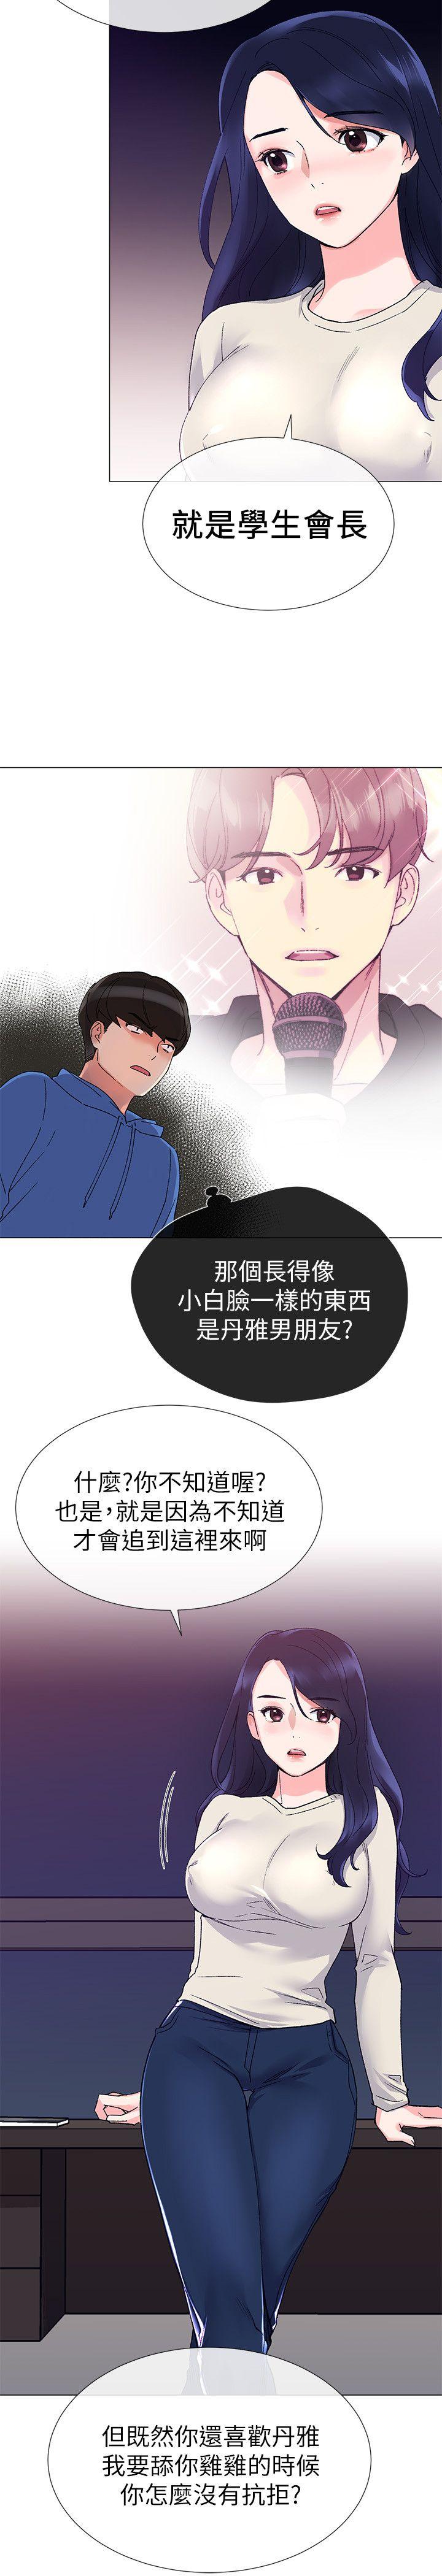 就是學生會長
那個長得像
小白臉一樣的東西
是丹雅男朋友?
什麼?你不知道喔?
也是,就是因為不知道
才會追到這裡來啊
但既然你還喜歡丹雅
我要舔你雞雞的時候
你怎麼沒有抗拒?